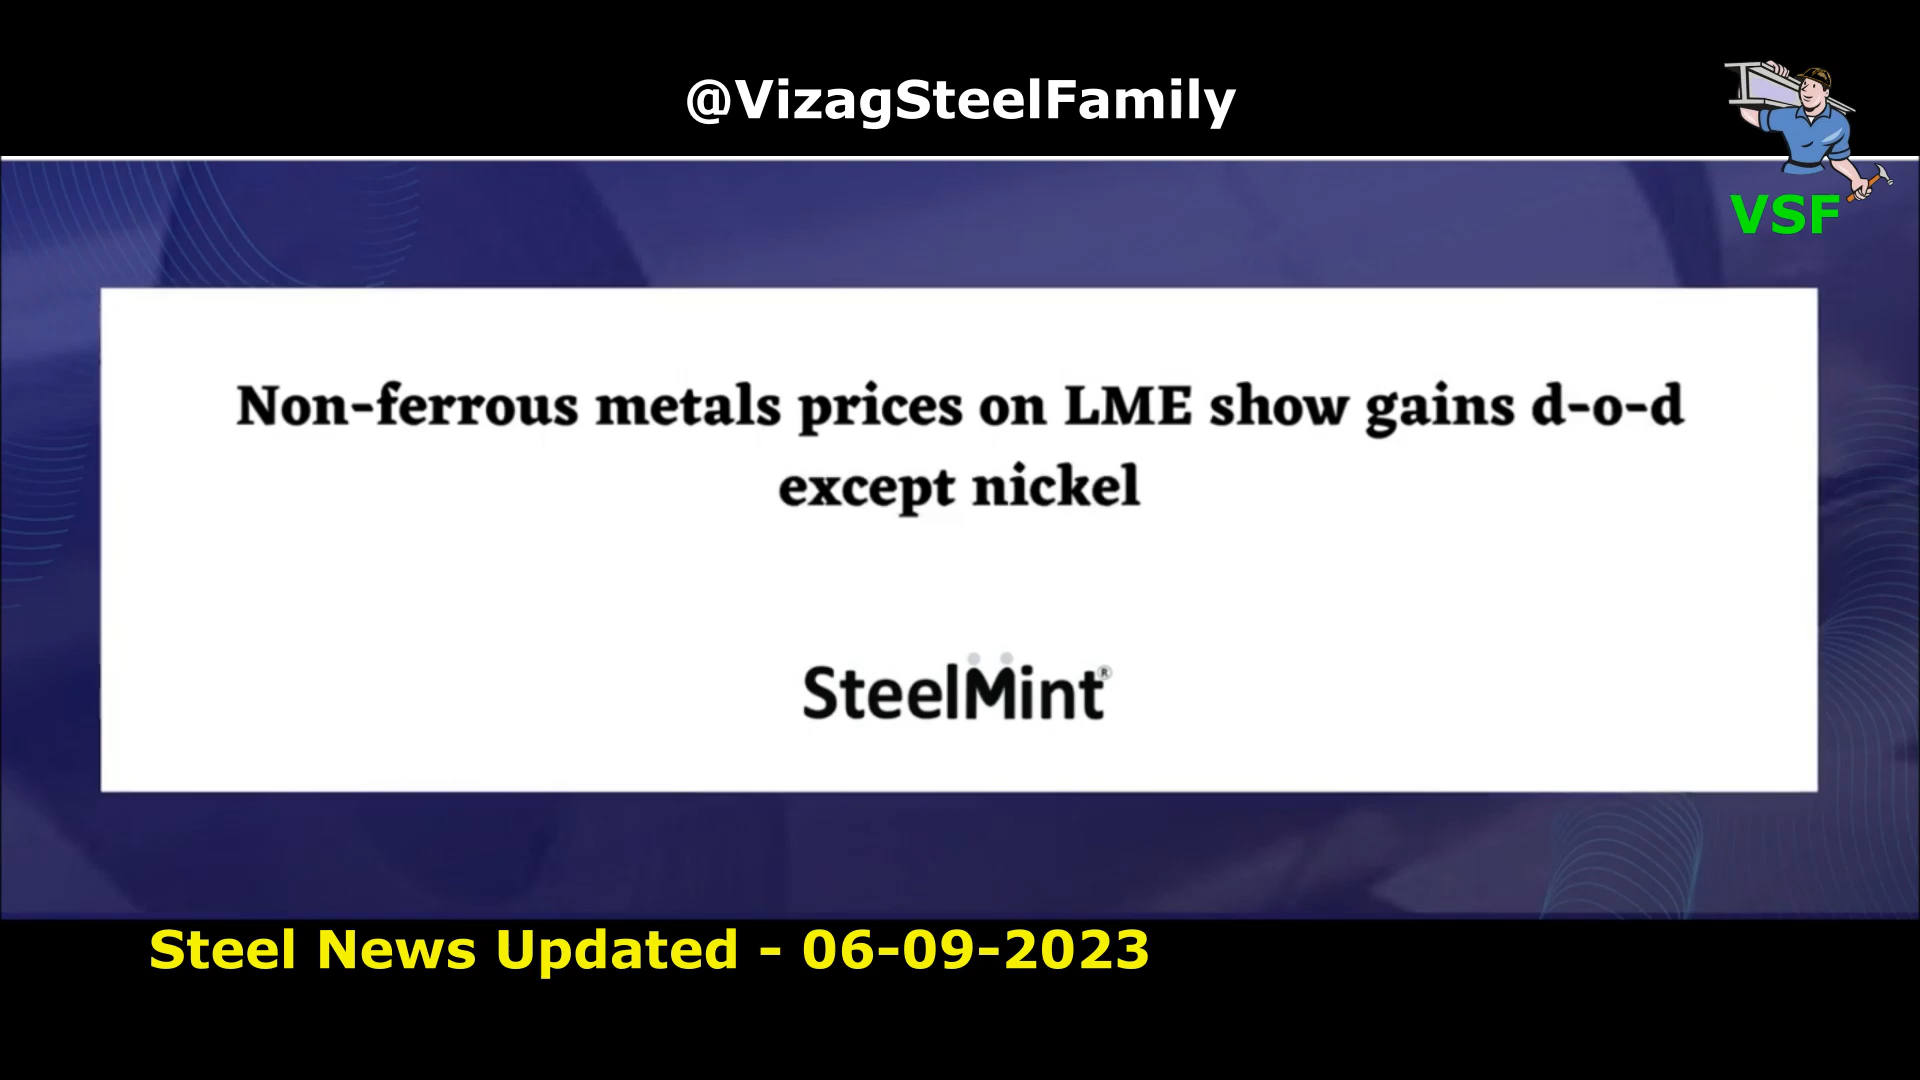 @VizagSteelFamily
VSF
Non-ferrous metals prices on LME show gains d-o-d
except nickel
SteelMint®
Steel News Updated - 06-09-2023